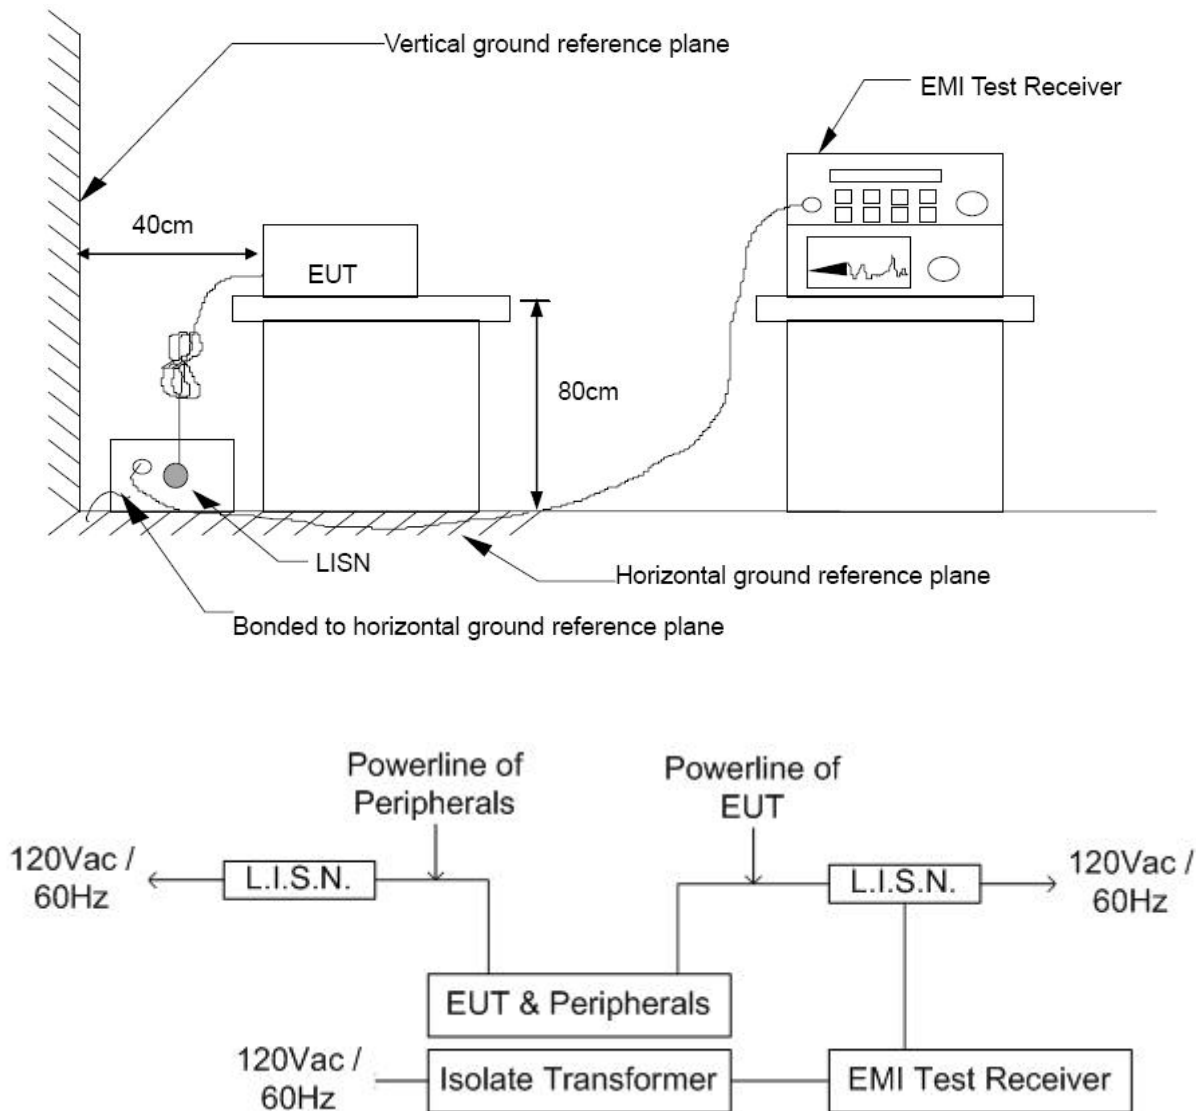 Vertical ground reference plane
EMI Test Receiver
40cm
EUT
80cm
LISN
Horizontal ground reference plane
Bonded to horizontal ground reference plane
Powerline of
Peripherals
Powerline of
EUT
120Vac /
60Hz
L.I.S.N.
L.I.S.N.
120Vac /
60Hz
EUT & Peripherals
120Vac /
60Hz
Isolate Transformer
EMI Test Receiver